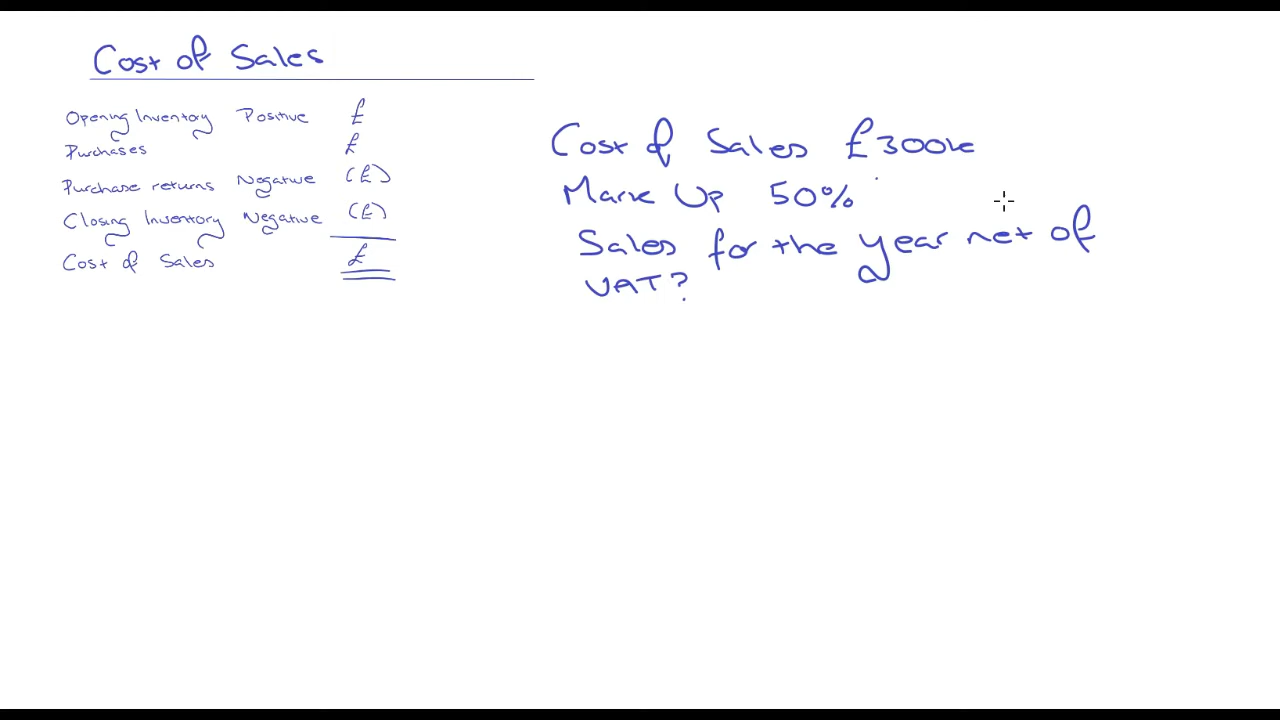 Cost of Sales
Opening Inventory Positive £
Purchases £
Purchase returns Negative (£)
Closing Inventory Negative (£)
Cost of Sales £
Cost of Sales £300k
Mark Up 50%
Sales for the year net of
VAT?